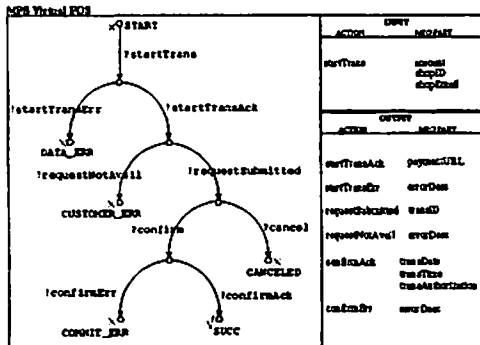 MPS Virtual POS
START
?startTrans
!startTransErr
!startTransAck
DATA_ERR
!requestNotAvail
!requestSubmitted
CUSTOMER_ERR
?confirm
?cancel
CANCELED
!confirmErr
!confirmAck
COMMIT_ERR
SUCC
INPUT
ACTION MSGPART
startTrans amount
shopID
shopEmail
OUTPUT
ACTION MSGPART
startTransAck paymentURL
startTransErr errorDesc
requestSubmitted transID
requestNotAvail errorDesc
confirmAck transDate
transTime
transAuthorization
confirmErr errorDesc